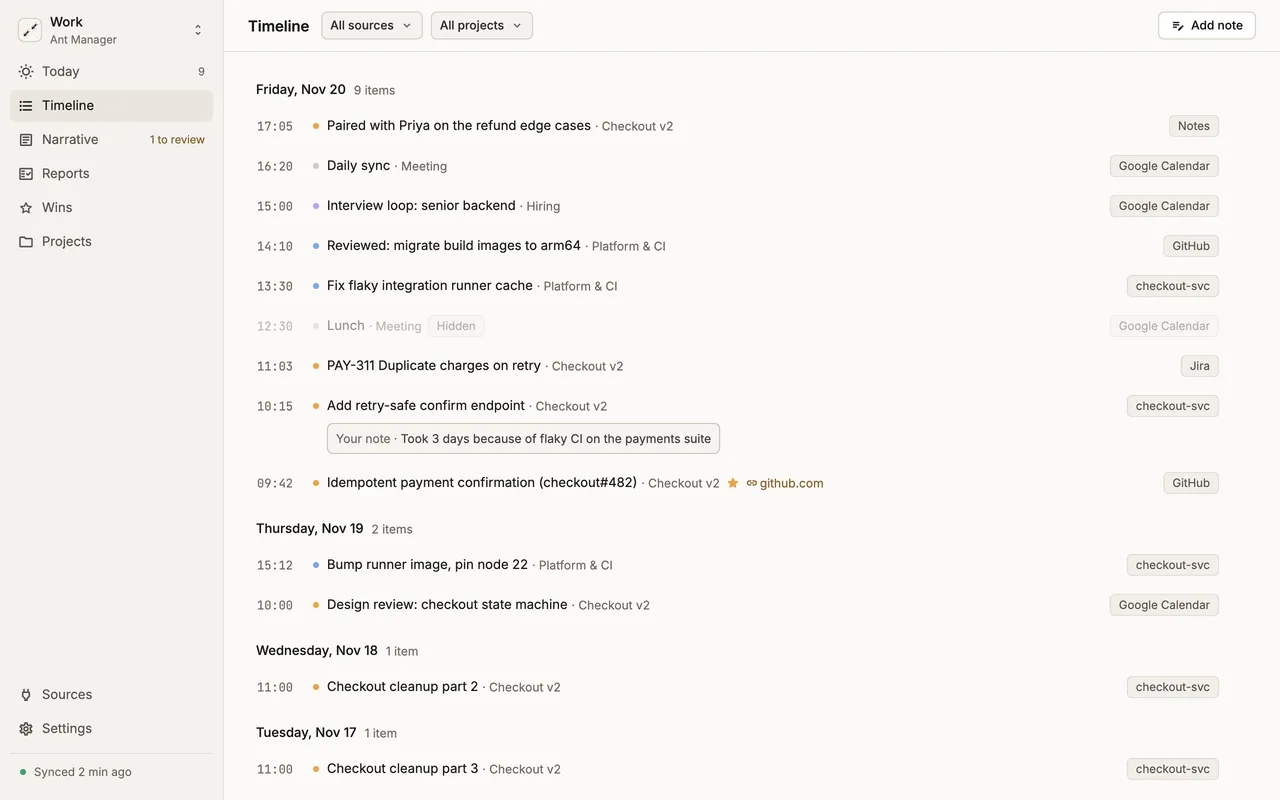 Work
Ant Manager
Today 9
Timeline
Narrative 1 to review
Reports
Wins
Projects
Sources
Settings
Synced 2 min ago
Timeline All sources All projects Add note
Friday, Nov 20 9 items
17:05 Paired with Priya on the refund edge cases · Checkout v2 Notes
16:20 Daily sync · Meeting Google Calendar
15:00 Interview loop: senior backend · Hiring Google Calendar
14:10 Reviewed: migrate build images to arm64 · Platform & CI GitHub
13:30 Fix flaky integration runner cache · Platform & CI checkout-svc
12:30 Lunch · Meeting Hidden Google Calendar
11:03 PAY-311 Duplicate charges on retry · Checkout v2 Jira
10:15 Add retry-safe confirm endpoint · Checkout v2 checkout-svc
Your note · Took 3 days because of flaky CI on the payments suite
09:42 Idempotent payment confirmation (checkout#482) · Checkout v2 github.com GitHub
Thursday, Nov 19 2 items
15:12 Bump runner image, pin node 22 · Platform & CI checkout-svc
10:00 Design review: checkout state machine · Checkout v2 Google Calendar
Wednesday, Nov 18 1 item
11:00 Checkout cleanup part 2 · Checkout v2 checkout-svc
Tuesday, Nov 17 1 item
11:00 Checkout cleanup part 3 · Checkout v2 checkout-svc